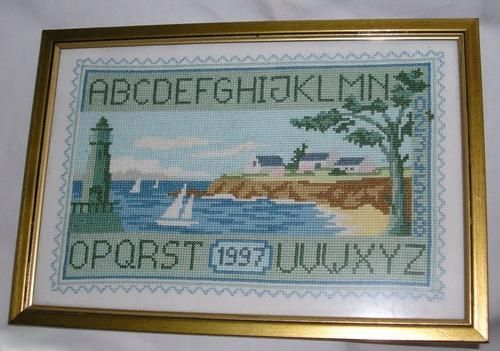 ABCDEFGHIJKLMN
OPQRST 1997 UVWXYZ